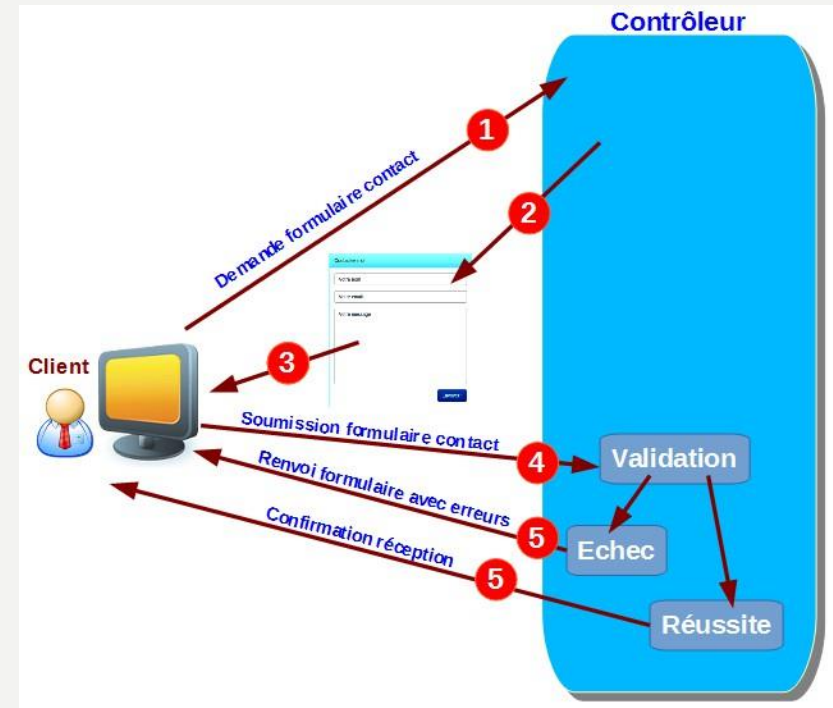 Contrôleur
1
Demande formulaire contact
2
3
Client
Soumission formulaire contact
4
Validation
Renvoi formulaire avec erreurs
5
Echec
Confirmation réception
5
Réussite